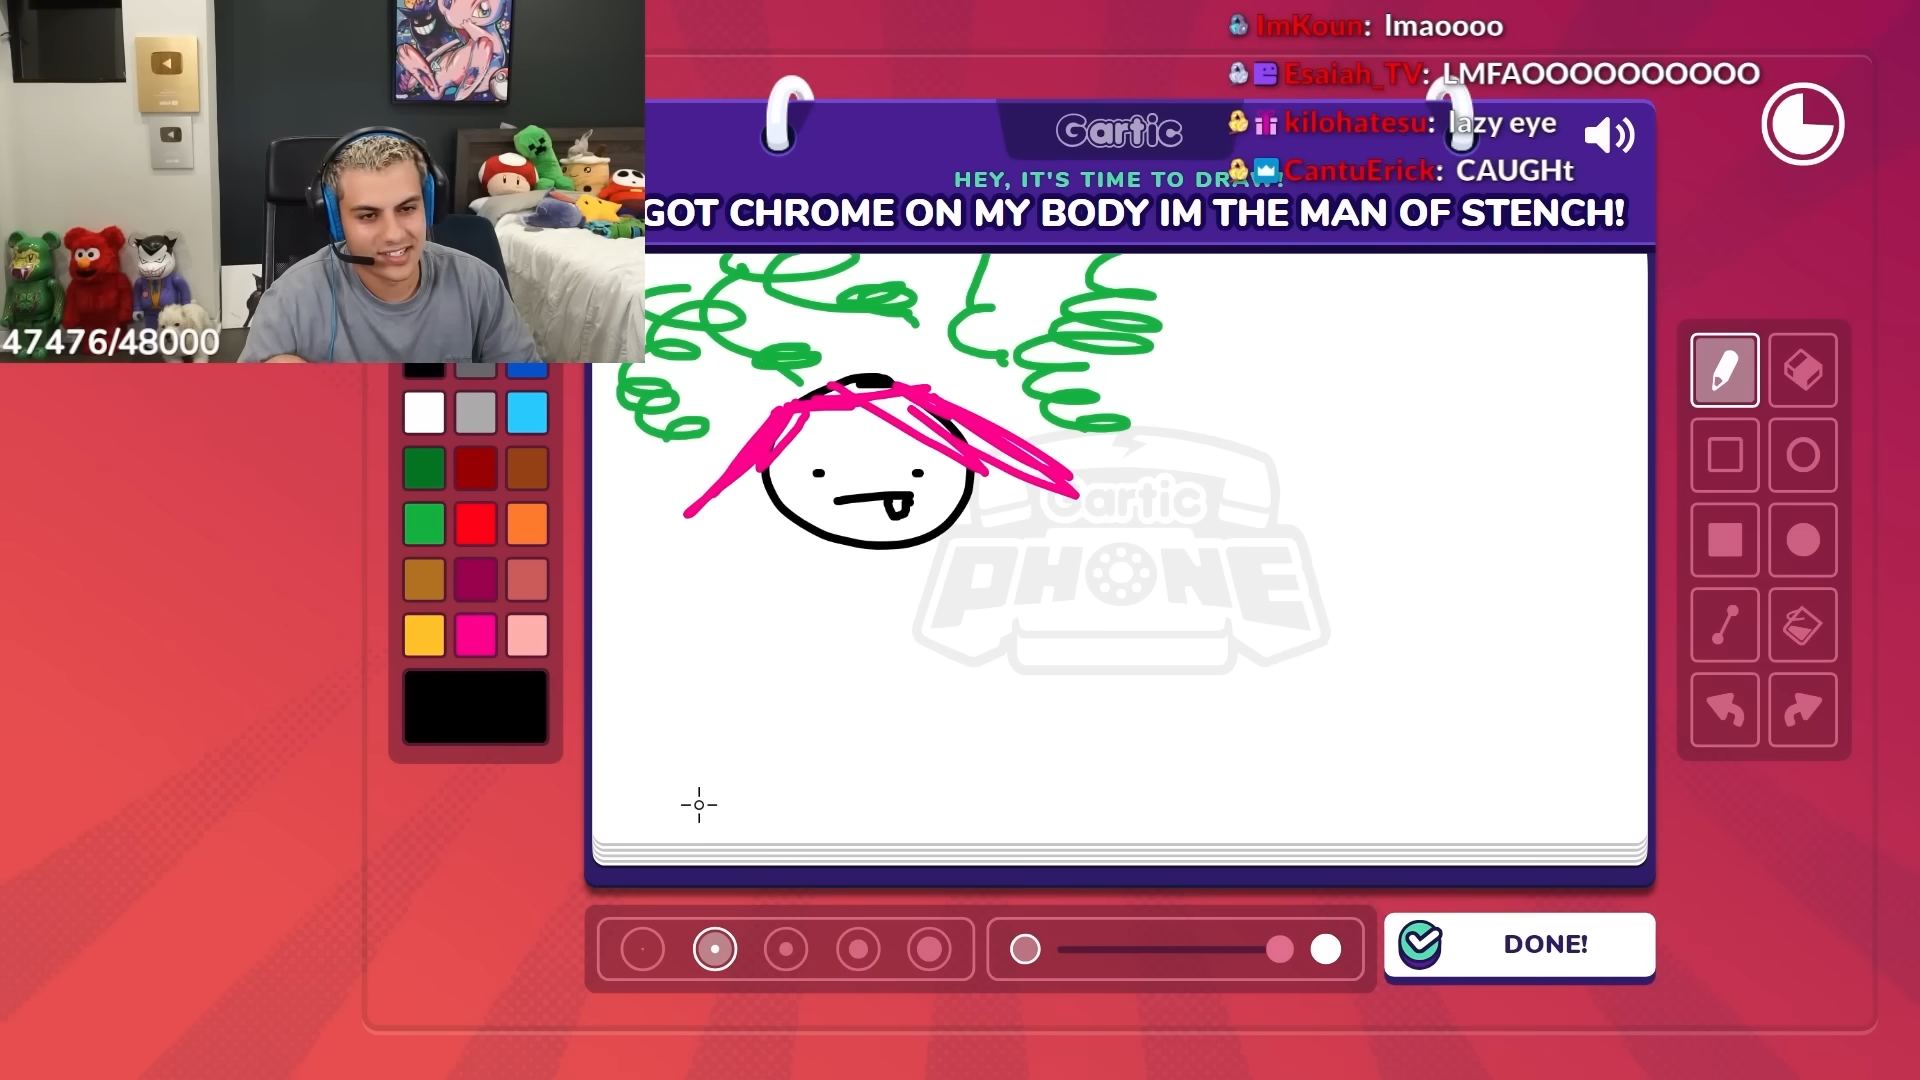 ImKoun: lmaoooo
Esaiah_TV: LMFAOOOOOOOOOO
kilohatesu: lazy eye
CantuErick: CAUGHt
Gartic
HEY, IT'S TIME TO DRAW!
GOT CHROME ON MY BODY IM THE MAN OF STENCH!
47476/48000
Gartic
PHONE
DONE!